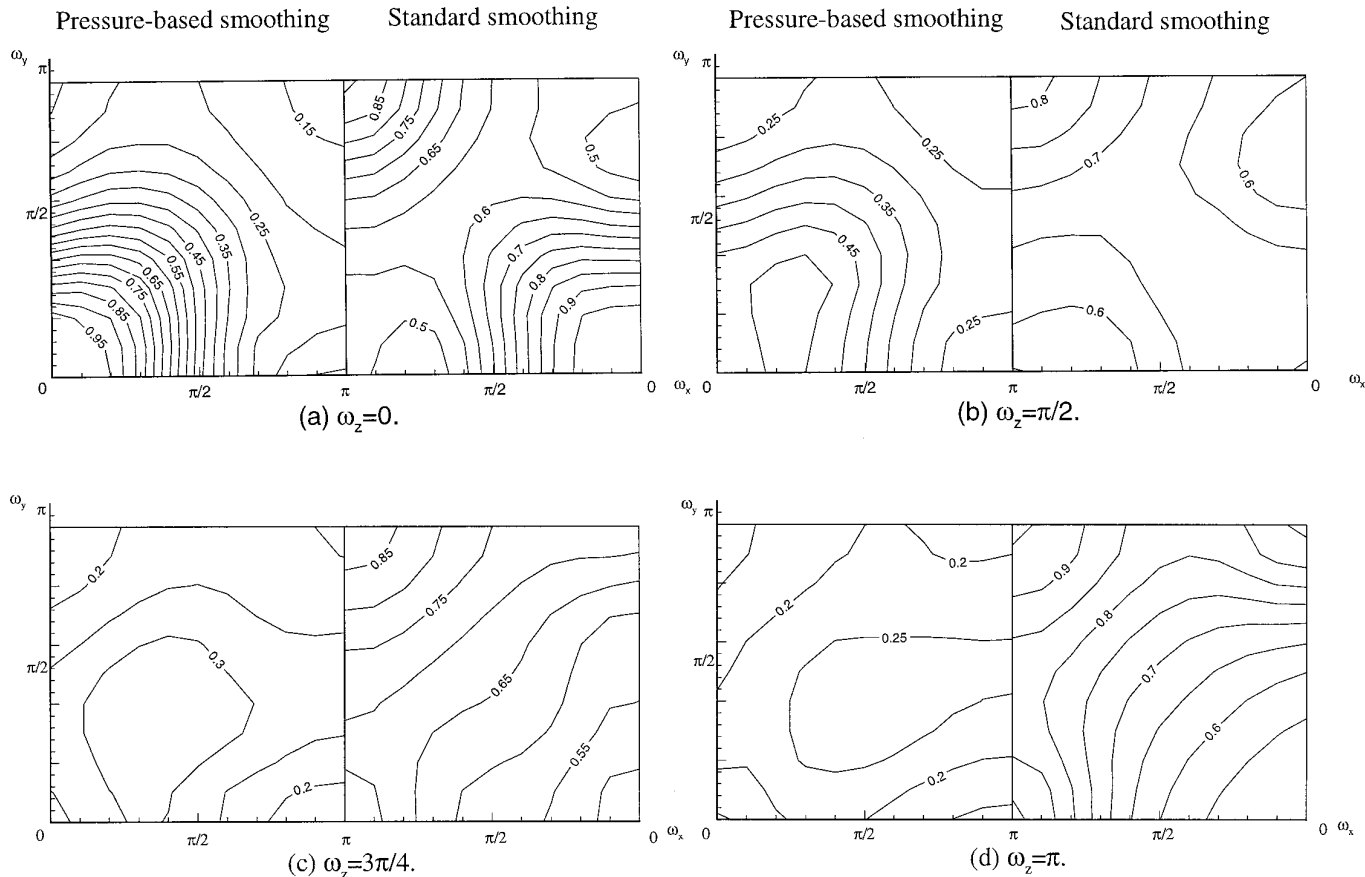 Pressure-based smoothing Standard smoothing
ω_y π
0.85 0.75 0.65 0.15 0.5
π/2
0.95 0.85 0.75 0.65 0.55 0.45 0.35 0.25 0.6 0.7 0.8 0.9 0.5
0 π/2 π π/2 0 ω_x
(a) ω_z=0.
Pressure-based smoothing Standard smoothing
ω_y π
0.25 0.25 0.8 0.7 0.6
π/2
0.45 0.35 0.25 0.6
0 π/2 π π/2 0 ω_x
(b) ω_z=π/2.
ω_y π
0.2 0.85 0.75
π/2
0.3 0.2 0.65 0.55
0 π/2 π π/2 0 ω_x
(c) ω_z=3π/4.
Pressure-based smoothing Standard smoothing
ω_y π
0.2 0.2 0.9 0.8
π/2
0.25 0.2 0.7 0.6
0 π/2 π π/2 0 ω_x
(d) ω_z=π.